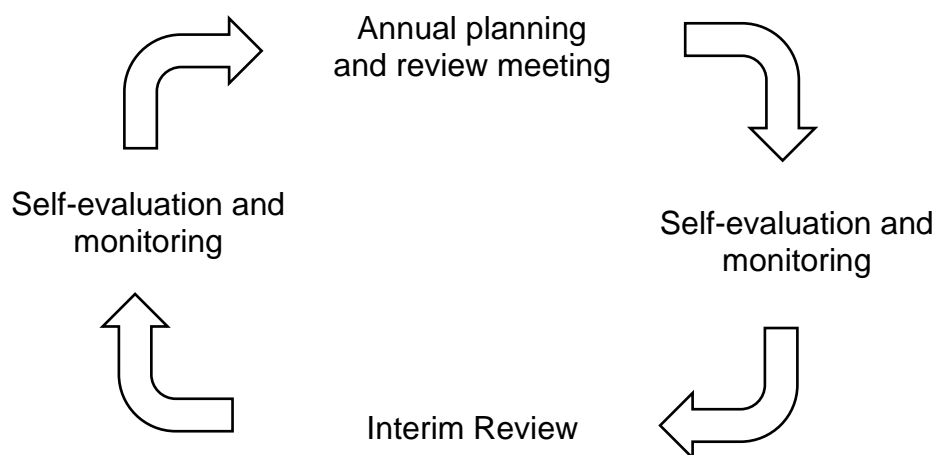 Annual planning
and review meeting
Self-evaluation and
monitoring
Self-evaluation and
monitoring
Interim Review